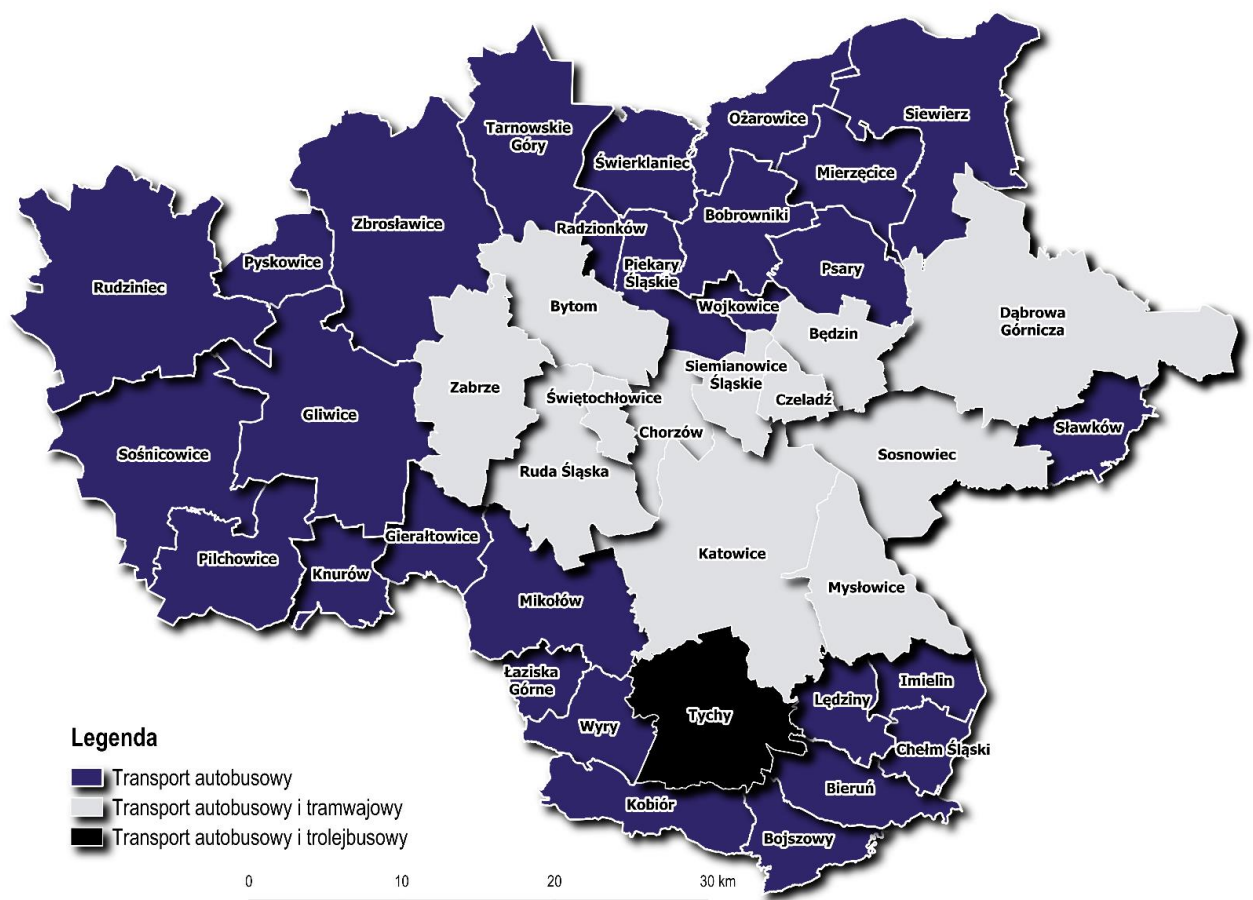 Siewierz
Ożarowice
Tarnowskie
Góry
Świerklaniec
Mierzęcice
Bobrowniki
Zbrosławice
Radzionków
Pyskowice
Piekary
Śląskie
Psary
Rudziniec
Bytom
Wojkowice
Dąbrowa
Górnicza
Będzin
Siemianowice
Śląskie
Zabrze
Świętochłowice
Czeladź
Gliwice
Chorzów
Sławków
Sośnicowice
Ruda Śląska
Sosnowiec
Gierałtowice
Pilchowice
Katowice
Knurów
Mysłowice
Mikołów
Łaziska
Górne
Imielin
Lędziny
Tychy
Wyry
Chełm Śląski
Bieruń
Kobiór
Bojszowy
Legenda
Transport autobusowy
Transport autobusowy i tramwajowy
Transport autobusowy i trolejbusowy
0 10 20 30 km